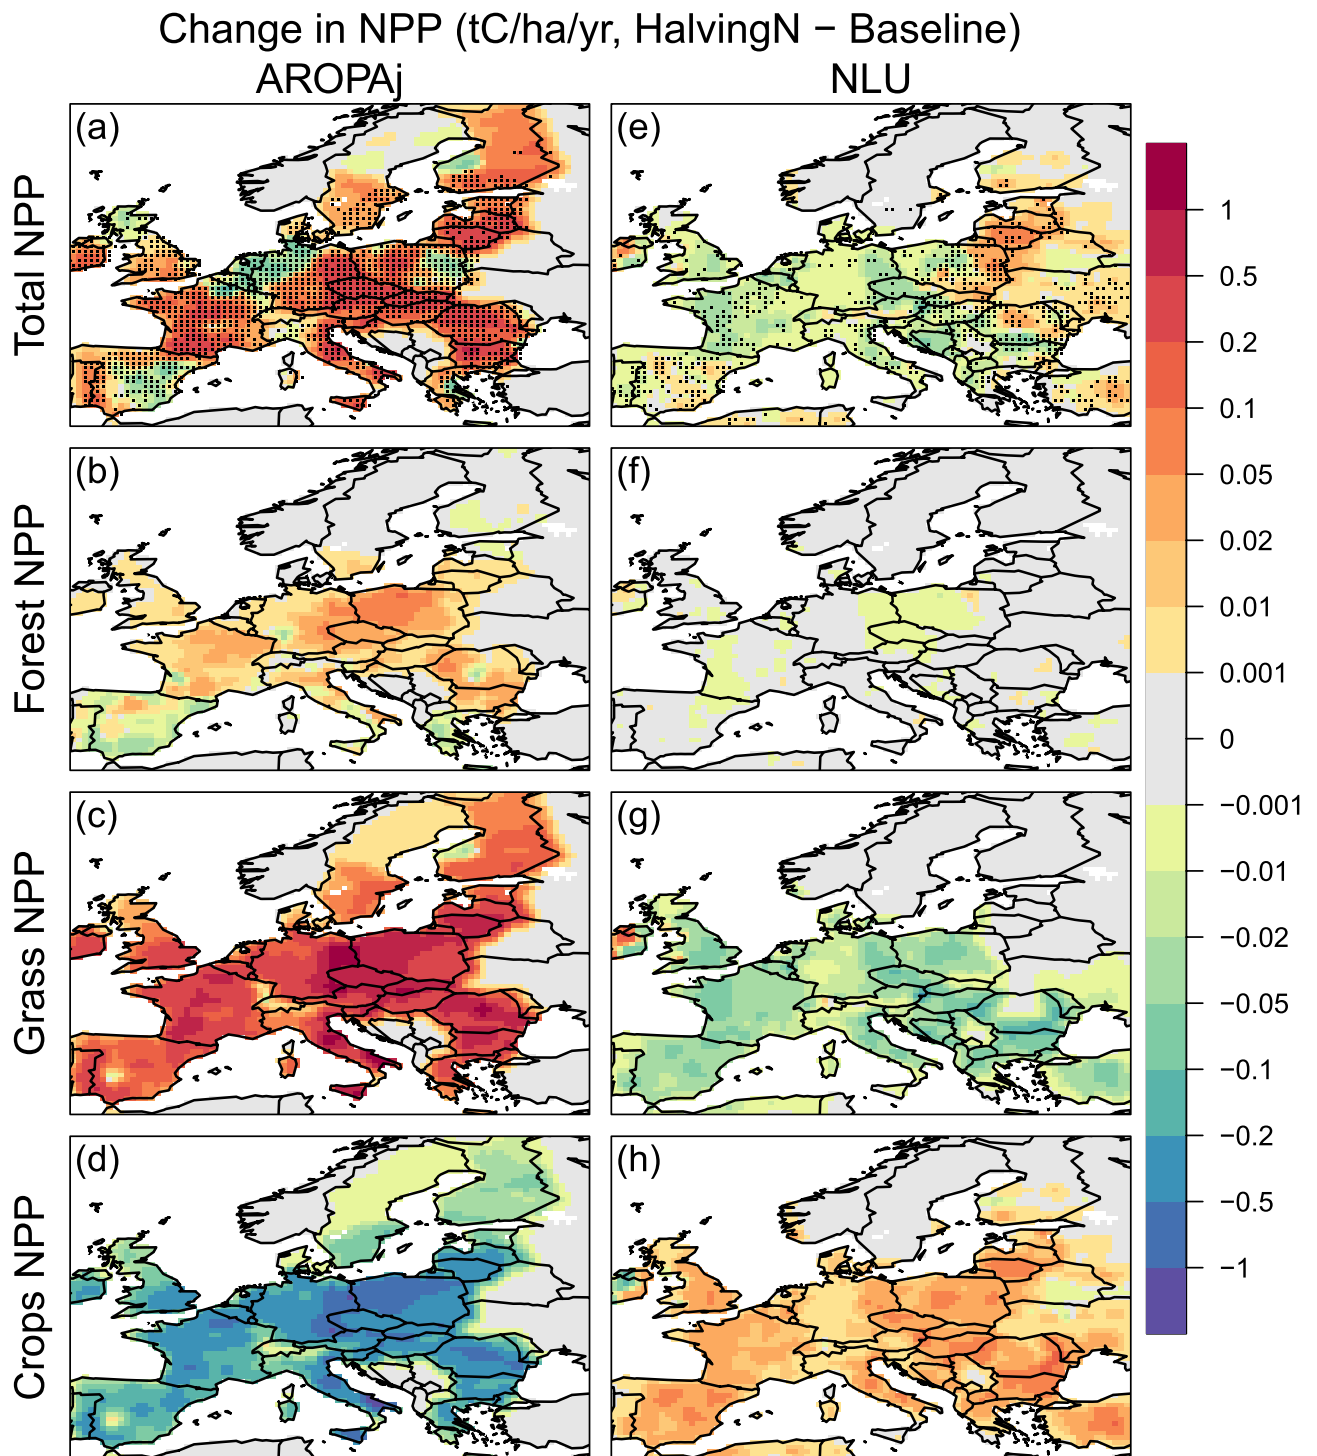 Change in NPP (tC/ha/yr, HalvingN − Baseline)
AROPAj
NLU
Total NPP
(a)
(e)
Forest NPP
(b)
(f)
Grass NPP
(c)
(g)
Crops NPP
(d)
(h)
1
0.5
0.2
0.1
0.05
0.02
0.01
0.001
0
−0.001
−0.01
−0.02
−0.05
−0.1
−0.2
−0.5
−1